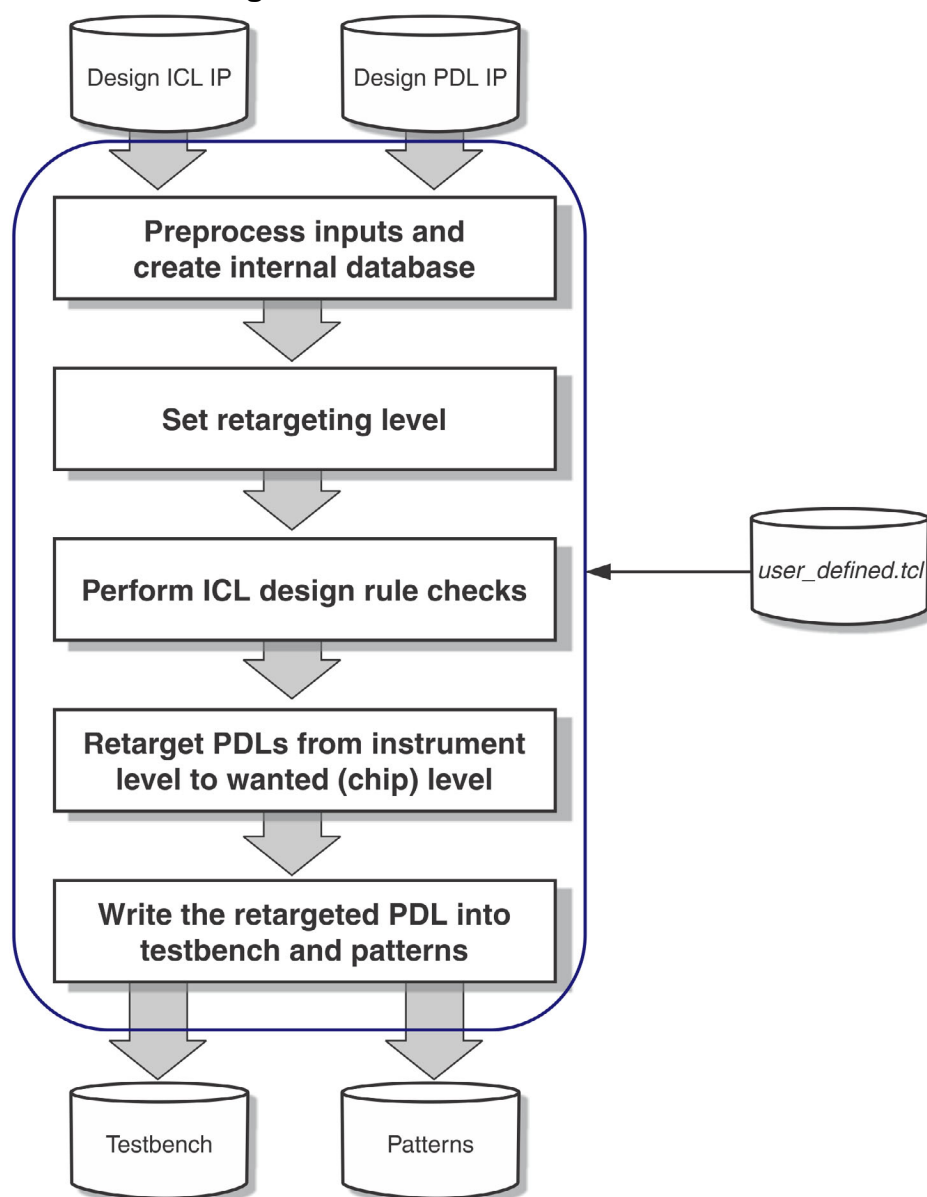 Design ICL IP
Design PDL IP
Preprocess inputs and
create internal database
Set retargeting level
Perform ICL design rule checks
user_defined.tcl
Retarget PDLs from instrument
level to wanted (chip) level
Write the retargeted PDL into
testbench and patterns
Testbench
Patterns